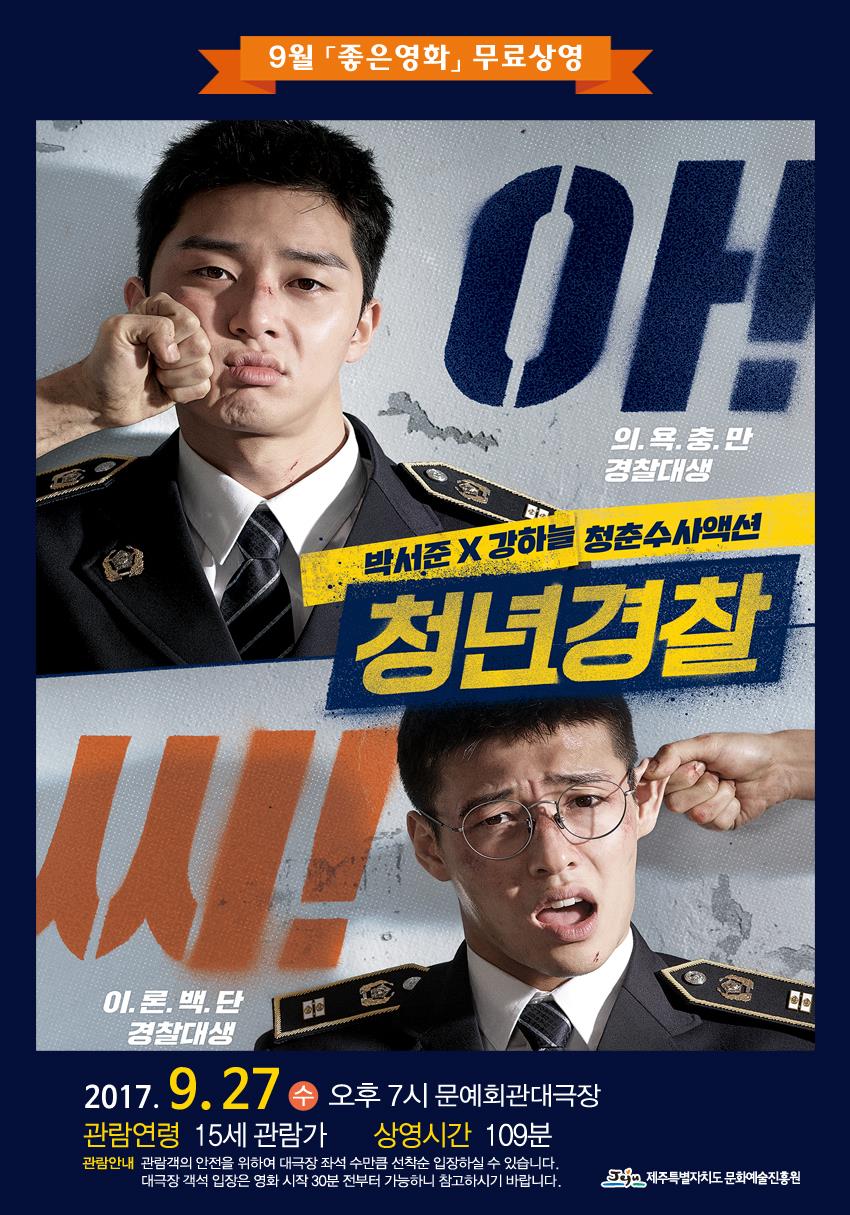 9월 「좋은영화」 무료상영
아!
의. 욕. 충. 만
경찰대생
박서준 X 강하늘 청춘수사액션
청년경찰
씨!
이. 론. 백. 단
경찰대생
2017. 9. 27 수 오후 7시 문예회관대극장
관람연령 15세 관람가 상영시간 109분
관람안내 관람객의 안전을 위하여 대극장 좌석 수만큼 선착순 입장하실 수 있습니다.
대극장 객석 입장은 영화 시작 30분 전부터 가능하니 참고하시기 바랍니다.
Jeju 제주특별자치도 문화예술진흥원